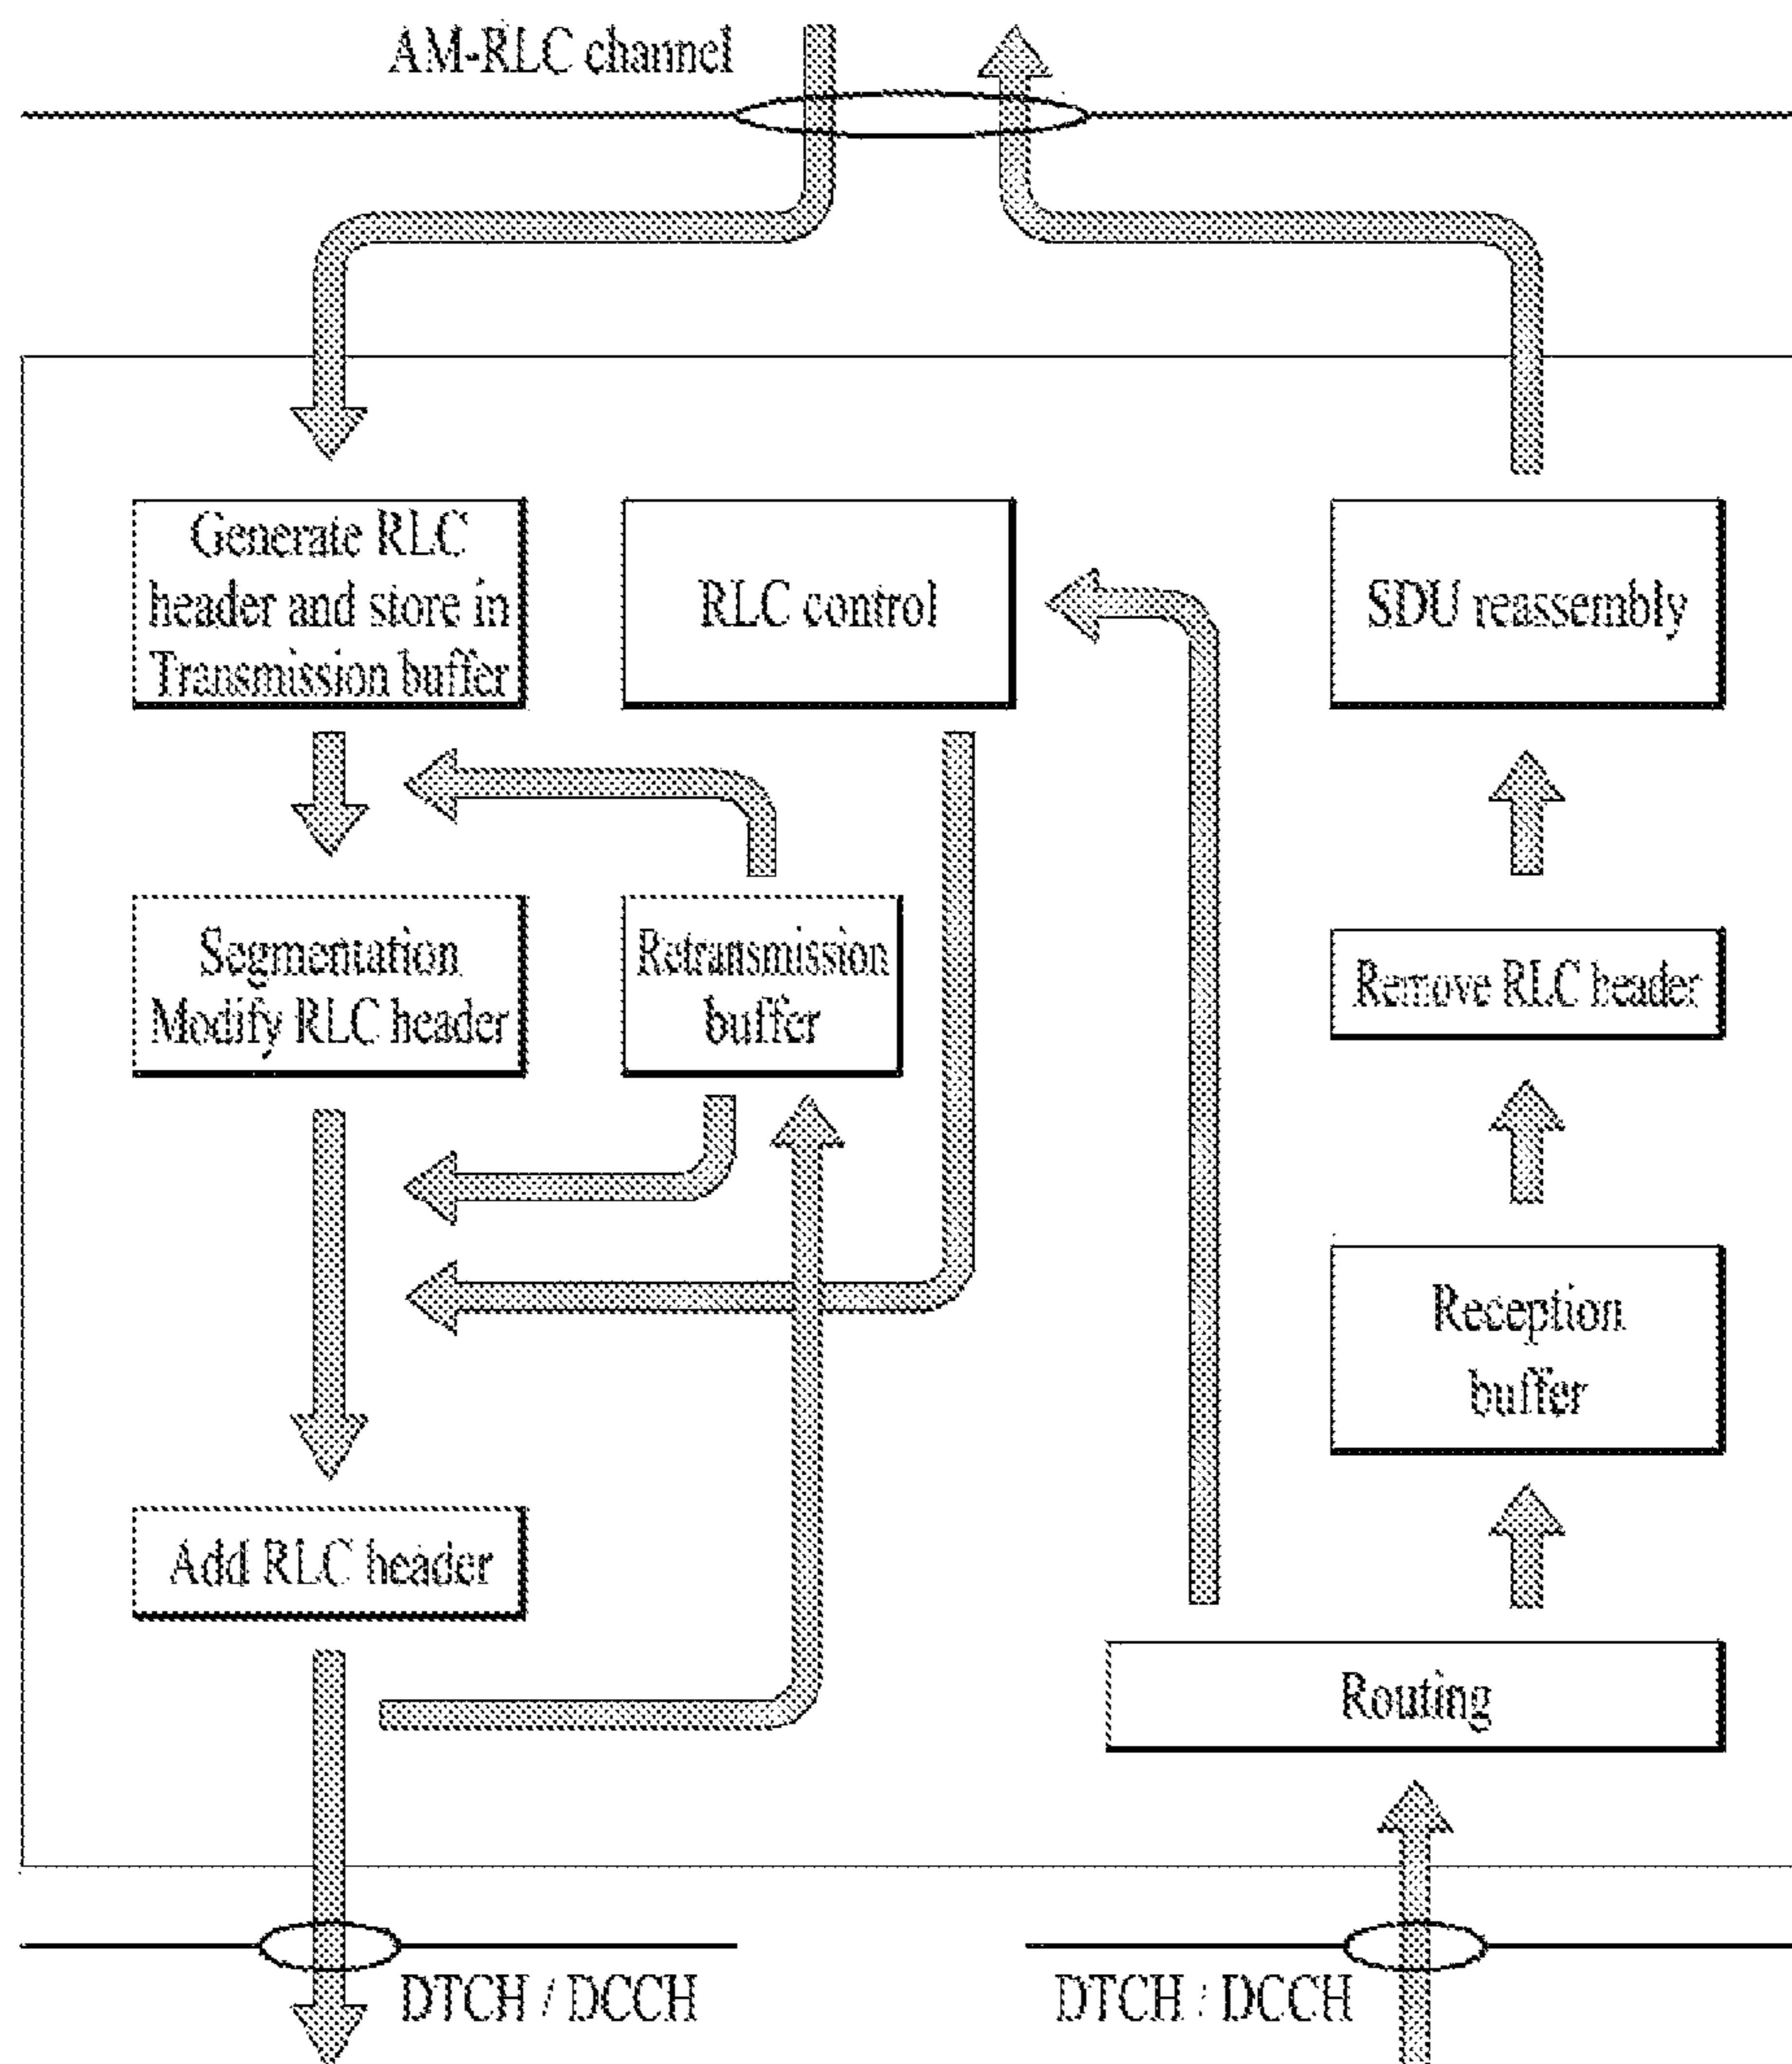 AM-RLC channel
Generate RLC
header and store in
Transmission buffer
RLC control
SDU reassembly
Segmentation
Modify RLC header
Retransmission
buffer
Remove RLC header
Reception
buffer
Add RLC header
Routing
DTCH / DCCH
DTCH / DCCH